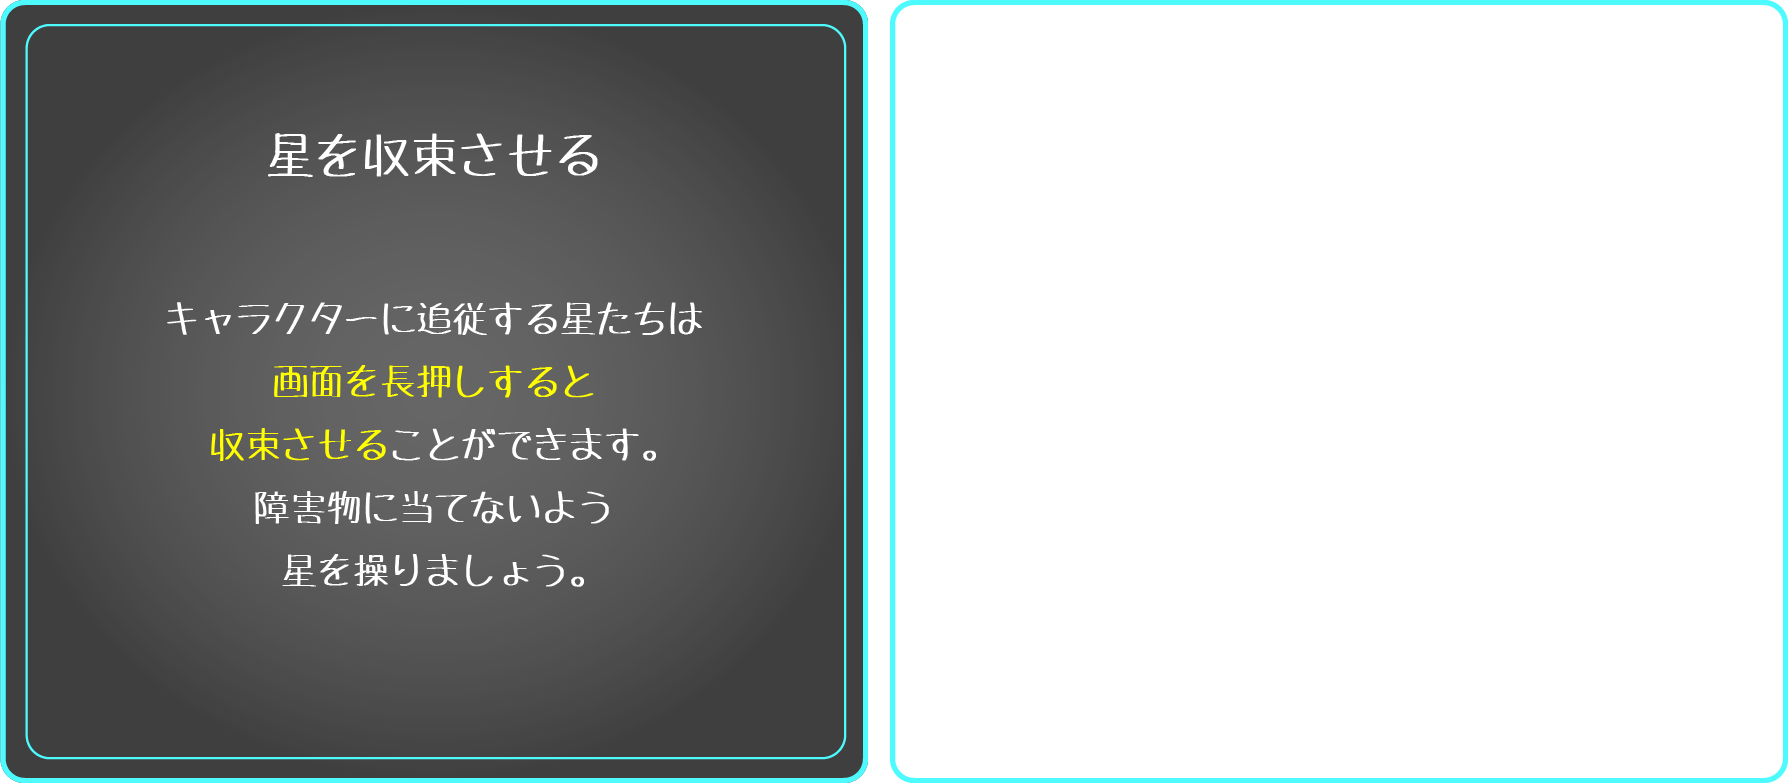 星を収束させる
キャラクターに追従する星たちは
画面を長押しすると
収束させることができます。
障害物に当てないよう
星を操りましょう。